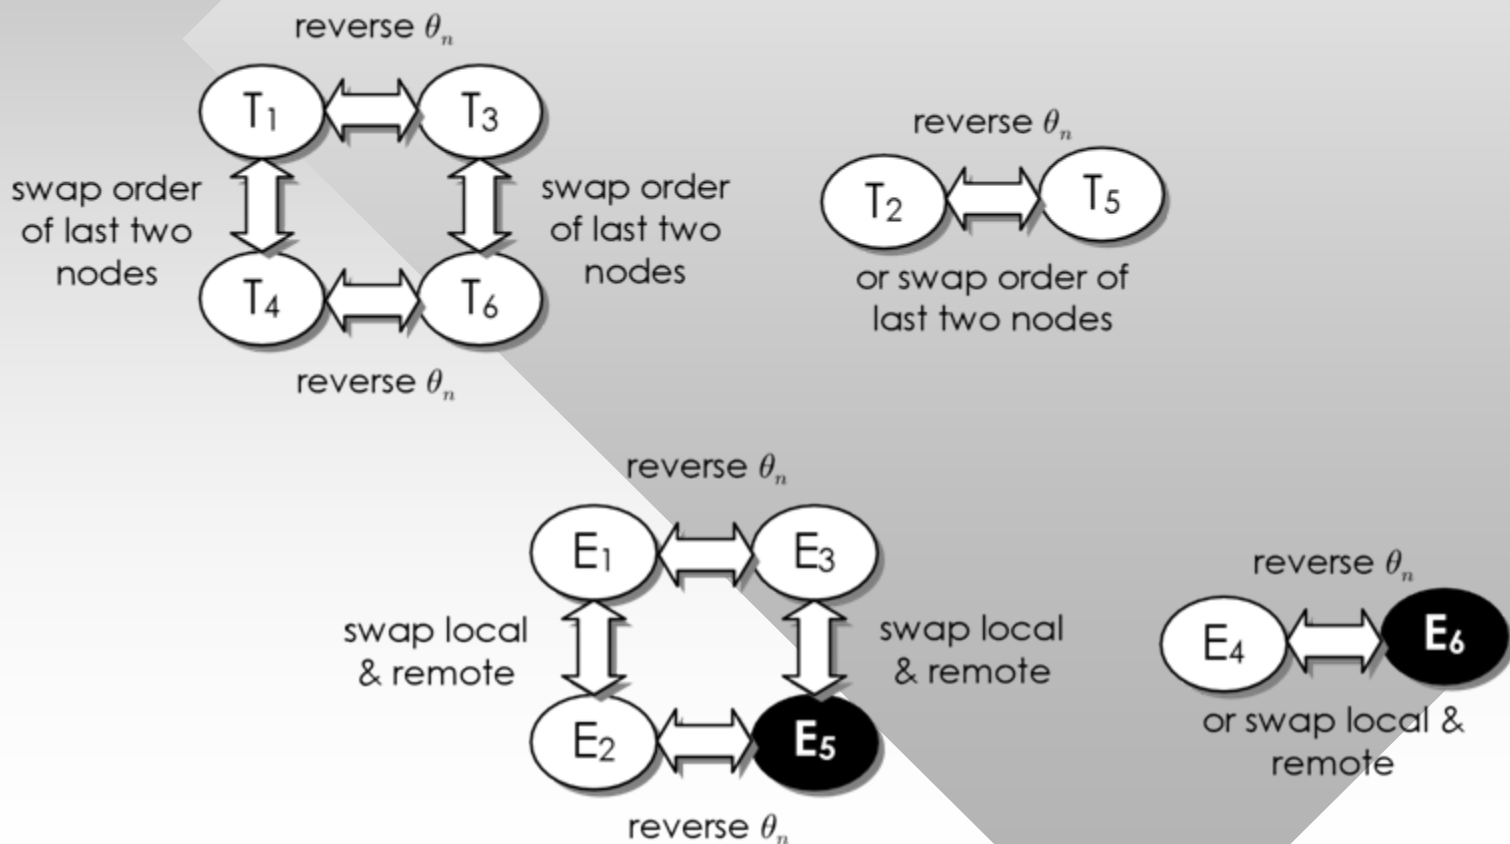 reverse θn
T1
T3
swap order
of last two
nodes
swap order
of last two
nodes
T4
T6
reverse θn
reverse θn
T2
T5
or swap order of
last two nodes
reverse θn
E1
E3
swap local
& remote
swap local
& remote
E2
E5
reverse θn
reverse θn
E4
E6
or swap local &
remote